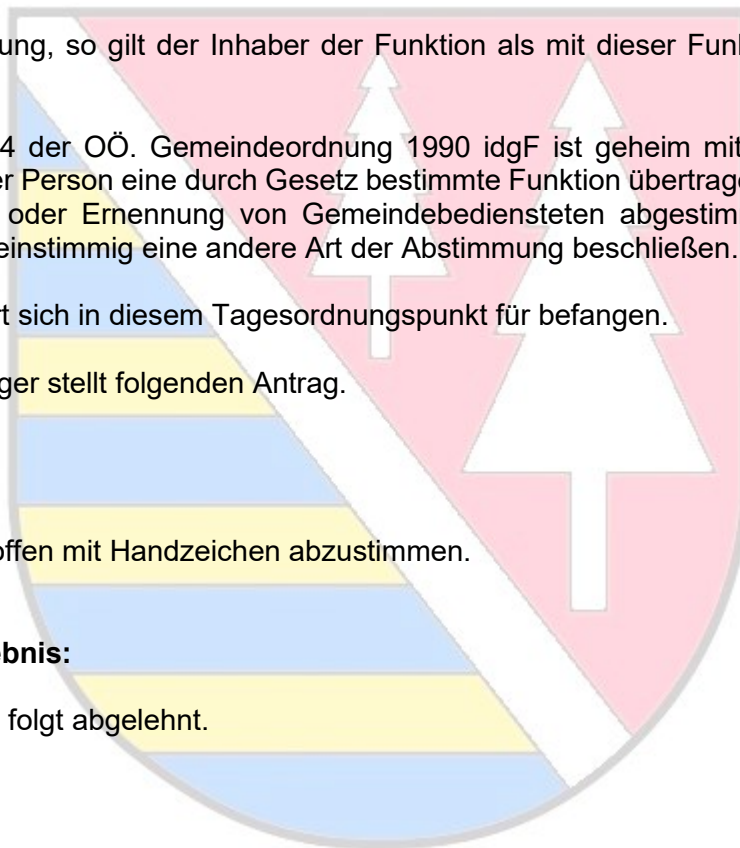 ung, so gilt der Inhaber der Funktion als mit dieser Funk
4 der OÖ. Gemeindeordnung 1990 idgF ist geheim mit
er Person eine durch Gesetz bestimmte Funktion übertrage
oder Ernennung von Gemeindebediensteten abgestim
einstimmig eine andere Art der Abstimmung beschließen.
rt sich in diesem Tagesordnungspunkt für befangen.
ger stellt folgenden Antrag.
offen mit Handzeichen abzustimmen.
ebnis:
folgt abgelehnt.